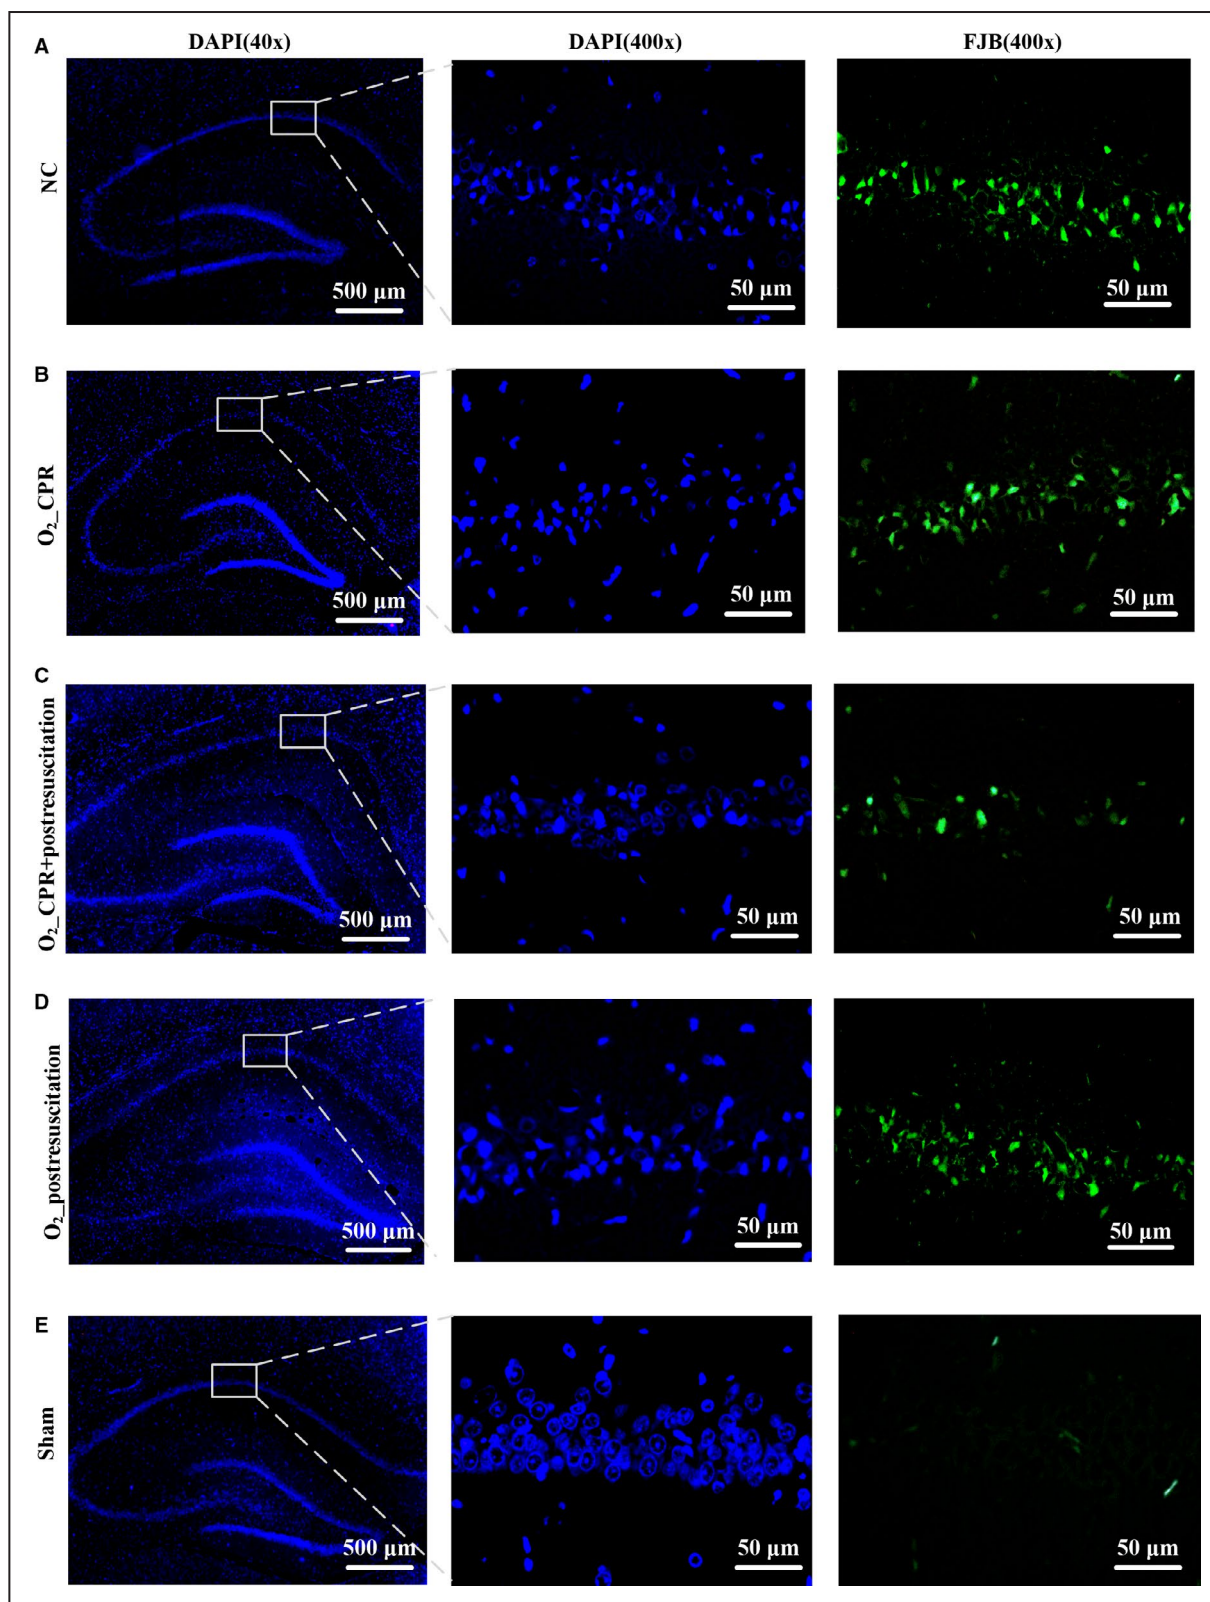 DAPI(40x) DAPI(400x) FJB(400x)
A
NC
500 μm 50 μm 50 μm
B
O₂_CPR
500 μm 50 μm 50 μm
C
O₂_CPR+postresuscitation
500 μm 50 μm 50 μm
D
O₂_postresuscitation
500 μm 50 μm 50 μm
E
Sham
500 μm 50 μm 50 μm